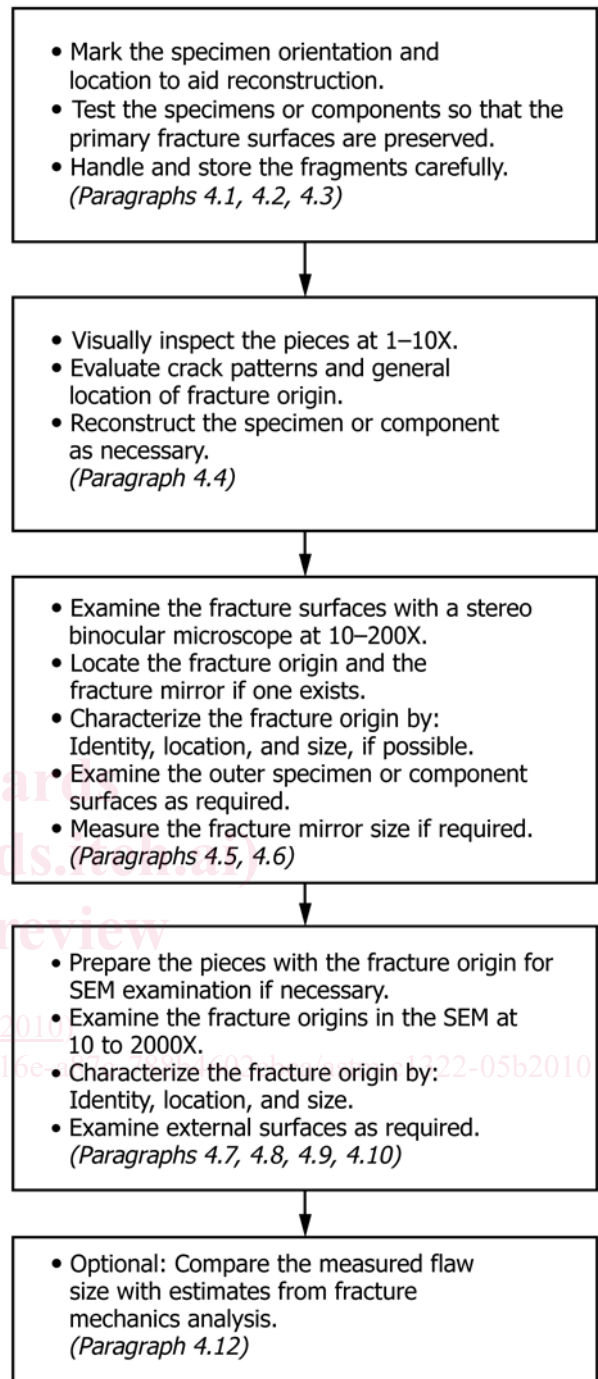 • Mark the specimen orientation and
location to aid reconstruction.
• Test the specimens or components so that the
primary fracture surfaces are preserved.
• Handle and store the fragments carefully.
(Paragraphs 4.1, 4.2, 4.3)
• Visually inspect the pieces at 1–10X.
• Evaluate crack patterns and general
location of fracture origin.
• Reconstruct the specimen or component
as necessary.
(Paragraph 4.4)
• Examine the fracture surfaces with a stereo
binocular microscope at 10–200X.
• Locate the fracture origin and the
fracture mirror if one exists.
• Characterize the fracture origin by:
Identity, location, and size, if possible.
• Examine the outer specimen or component
surfaces as required.
• Measure the fracture mirror size if required.
(Paragraphs 4.5, 4.6)
• Prepare the pieces with the fracture origin for
SEM examination if necessary.
• Examine the fracture origins in the SEM at
10 to 2000X.
• Characterize the fracture origin by:
Identity, location, and size.
• Examine external surfaces as required.
(Paragraphs 4.7, 4.8, 4.9, 4.10)
• Optional: Compare the measured flaw
size with estimates from fracture
mechanics analysis.
(Paragraph 4.12)